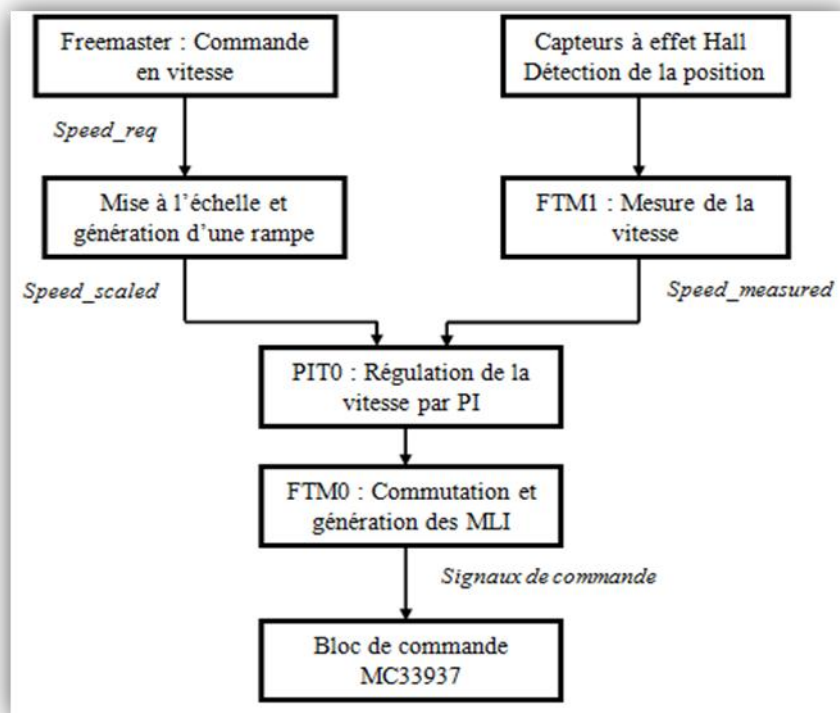 Freemaster : Commande
en vitesse
Capteurs à effet Hall
Détection de la position
Speed_req
Mise à l'échelle et
génération d'une rampe
FTM1 : Mesure de la
vitesse
Speed_scaled
Speed_measured
PIT0 : Régulation de la
vitesse par PI
FTM0 : Commutation et
génération des MLI
Signaux de commande
Bloc de commande
MC33937